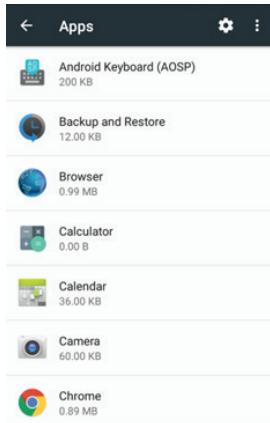 Apps
Android Keyboard (AOSP)
200 KB
Backup and Restore
12.00 KB
Browser
0.99 MB
Calculator
0.00 B
Calendar
36.00 KB
Camera
60.00 KB
Chrome
0.89 MB